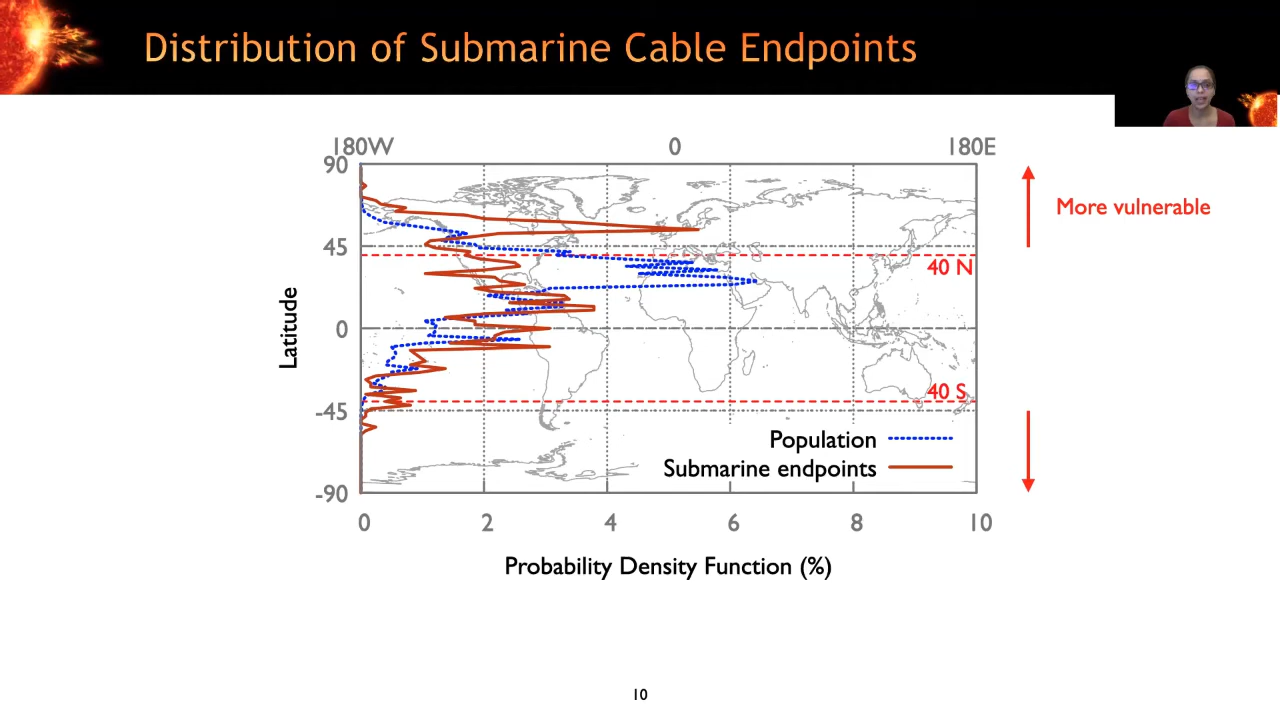 Distribution of Submarine Cable Endpoints
180W 0 180E
90
More vulnerable
45
40 N
Latitude
0
40 S
-45
Population
Submarine endpoints
-90
0 2 4 6 8 10
Probability Density Function (%)
10